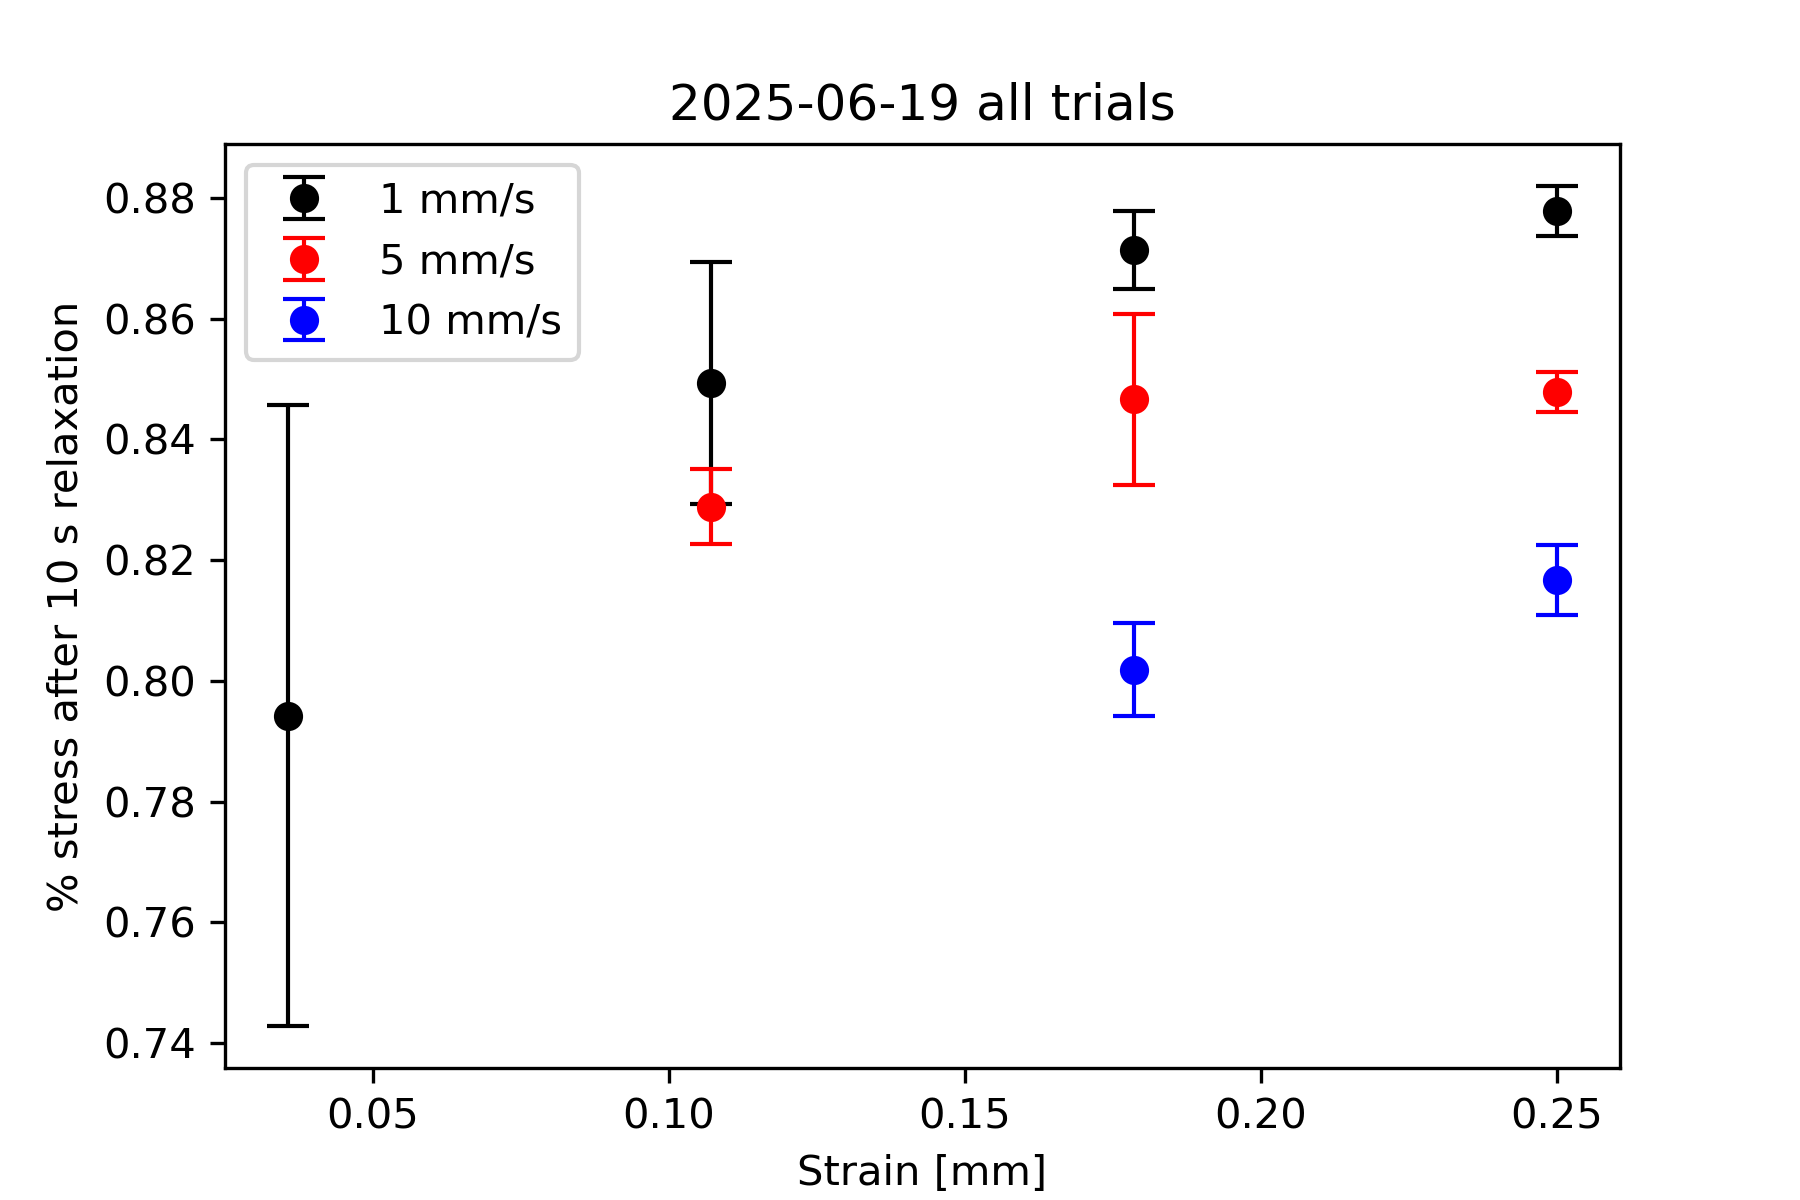 2025-06-19 all trials
1 mm/s
5 mm/s
10 mm/s
% stress after 10 s relaxation
0.88
0.86
0.84
0.82
0.80
0.78
0.76
0.74
0.05 0.10 0.15 0.20 0.25
Strain [mm]